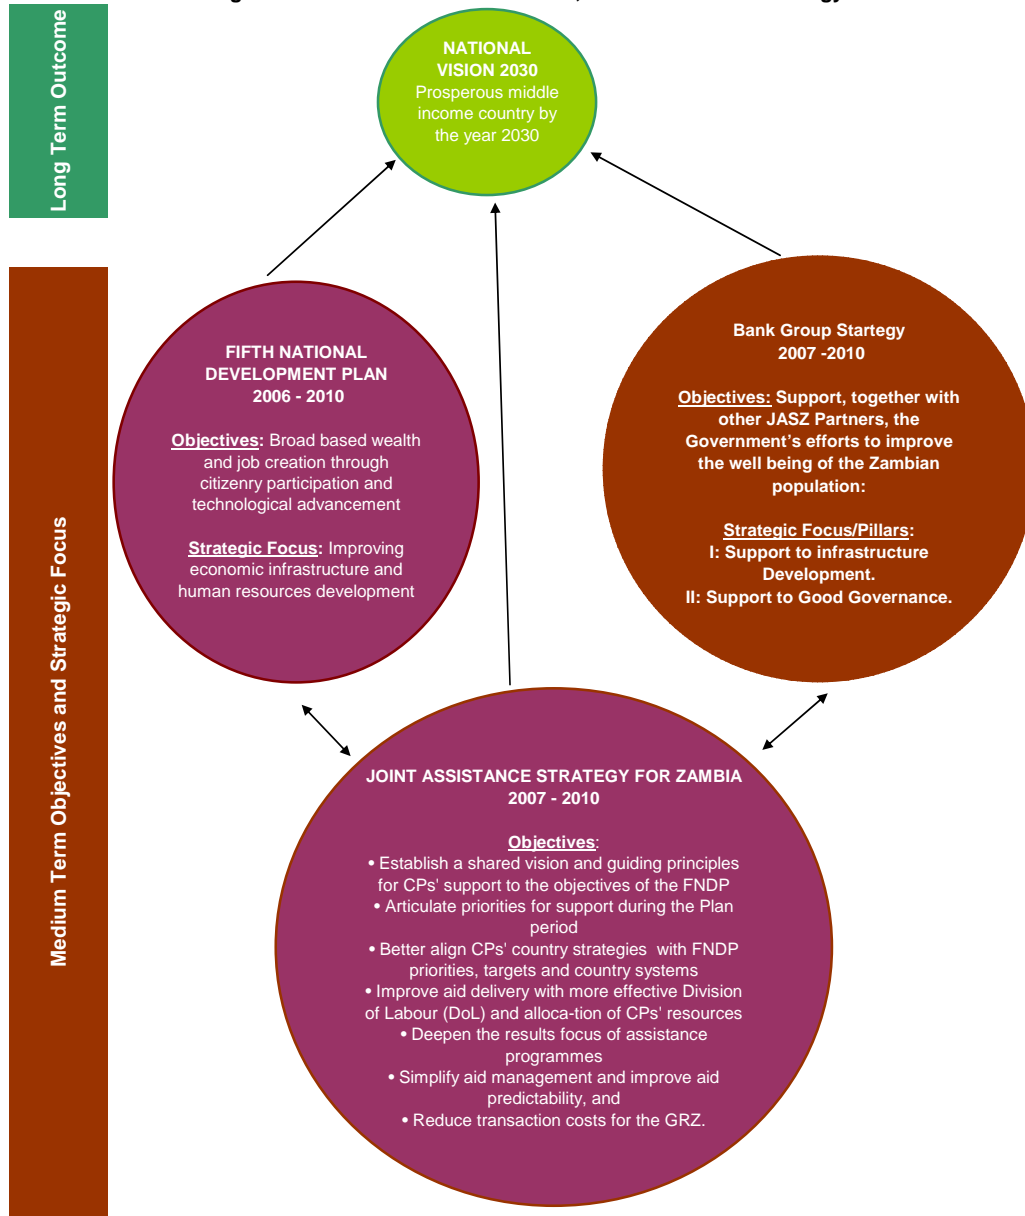 Long Term Outcome
NATIONAL
VISION 2030
Prosperous middle
income country by
the year 2030
Medium Term Objectives and Strategic Focus
FIFTH NATIONAL
DEVELOPMENT PLAN
2006 - 2010
Objectives: Broad based wealth
and job creation through
citizenry participation and
technological advancement
Strategic Focus: Improving
economic infrastructure and
human resources development
Bank Group Startegy
2007 -2010
Objectives: Support, together with
other JASZ Partners, the
Government's efforts to improve
the well being of the Zambian
population:
Strategic Focus/Pillars:
I: Support to infrastructure
Development.
II: Support to Good Governance.
JOINT ASSISTANCE STRATEGY FOR ZAMBIA
2007 - 2010
Objectives:
• Establish a shared vision and guiding principles
for CPs' support to the objectives of the FNDP
• Articulate priorities for support during the Plan
period
• Better align CPs' country strategies with FNDP
priorities, targets and country systems
• Improve aid delivery with more effective Division
of Labour (DoL) and alloca-tion of CPs' resources
• Deepen the results focus of assistance
programmes
• Simplify aid management and improve aid
predictability, and
• Reduce transaction costs for the GRZ.